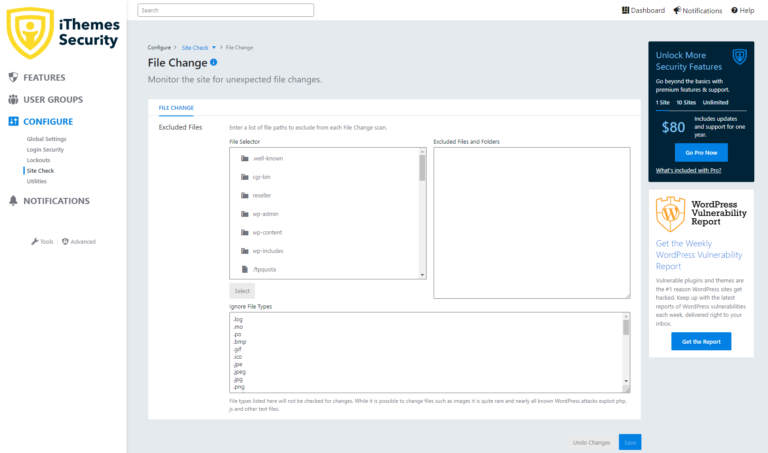 iThemes
Security
Search
Dashboard
Notifications
Help
FEATURES
USER GROUPS
CONFIGURE
Global Settings
Login Security
Lockouts
Site Check
Utilities
NOTIFICATIONS
Tools
Advanced
Configure > Site Check > File Change
File Change
Monitor the site for unexpected file changes.
FILE CHANGE
Excluded Files
Enter a list of file paths to exclude from each File Change scan.
File Selector
Excluded Files and Folders
.well-known
cgi-bin
reseller
wp-admin
wp-content
wp-includes
.ftpquota
Select
Ignore File Types
.log
.mo
.po
.bmp
.gif
.ico
.jpe
.jpeg
.jpg
.png
File types listed here will not be checked for changes. While it is possible to change files such as images it is quite rare and nearly all known WordPress attacks exploit php,
js and other text files.
Undo Changes
Save
Unlock More
Security Features
Go beyond the basics with
premium features & support.
1 Site 10 Sites Unlimited
$80
Includes updates
and support for one
year.
Go Pro Now
What's included with Pro?
WordPress
Vulnerability
Report
Get the Weekly
WordPress Vulnerability
Report
Vulnerable plugins and themes are
the #1 reason WordPress sites get
hacked. Keep up with the latest
reports of WordPress vulnerabilities
each week, delivered right to your
inbox.
Get the Report